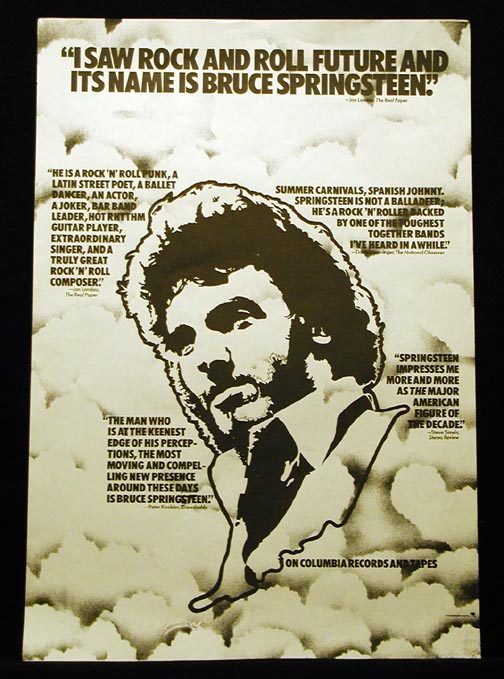 “I SAW ROCK AND ROLL FUTURE AND
ITS NAME IS BRUCE SPRINGSTEEN.”
—Jon Landau, The Real Paper
“HE IS A ROCK ’N’ ROLL PUNK, A
LATIN STREET POET, A BALLET
DANCER, AN ACTOR,
A JOKER, BAR BAND
LEADER, HOT RHYTHM
GUITAR PLAYER,
EXTRAORDINARY
SINGER, AND A
TRULY GREAT
ROCK ’N’ ROLL
COMPOSER.”
—Jon Landau,
The Real Paper
SUMMER CARNIVALS, SPANISH JOHNNY.
SPRINGSTEEN IS NOT A BALLADEER;
HE’S A ROCK ’N’ ROLLER BACKED
BY ONE OF THE TOUGHEST
TOGETHER BANDS
I’VE HEARD IN A WHILE.”
The National Observer
“SPRINGSTEEN
IMPRESSES ME
MORE AND MORE
AS THE MAJOR
AMERICAN
FIGURE OF
THE DECADE.”
—Steve Simels,
Stereo Review
“THE MAN WHO
IS AT THE KEENEST
EDGE OF HIS PERCEP-
TIONS, THE MOST
MOVING AND COMPEL-
LING NEW PRESENCE
AROUND THESE DAYS
IS BRUCE SPRINGSTEEN.”
—Peter Knobler, Crawdaddy
ON COLUMBIA RECORDS AND TAPES